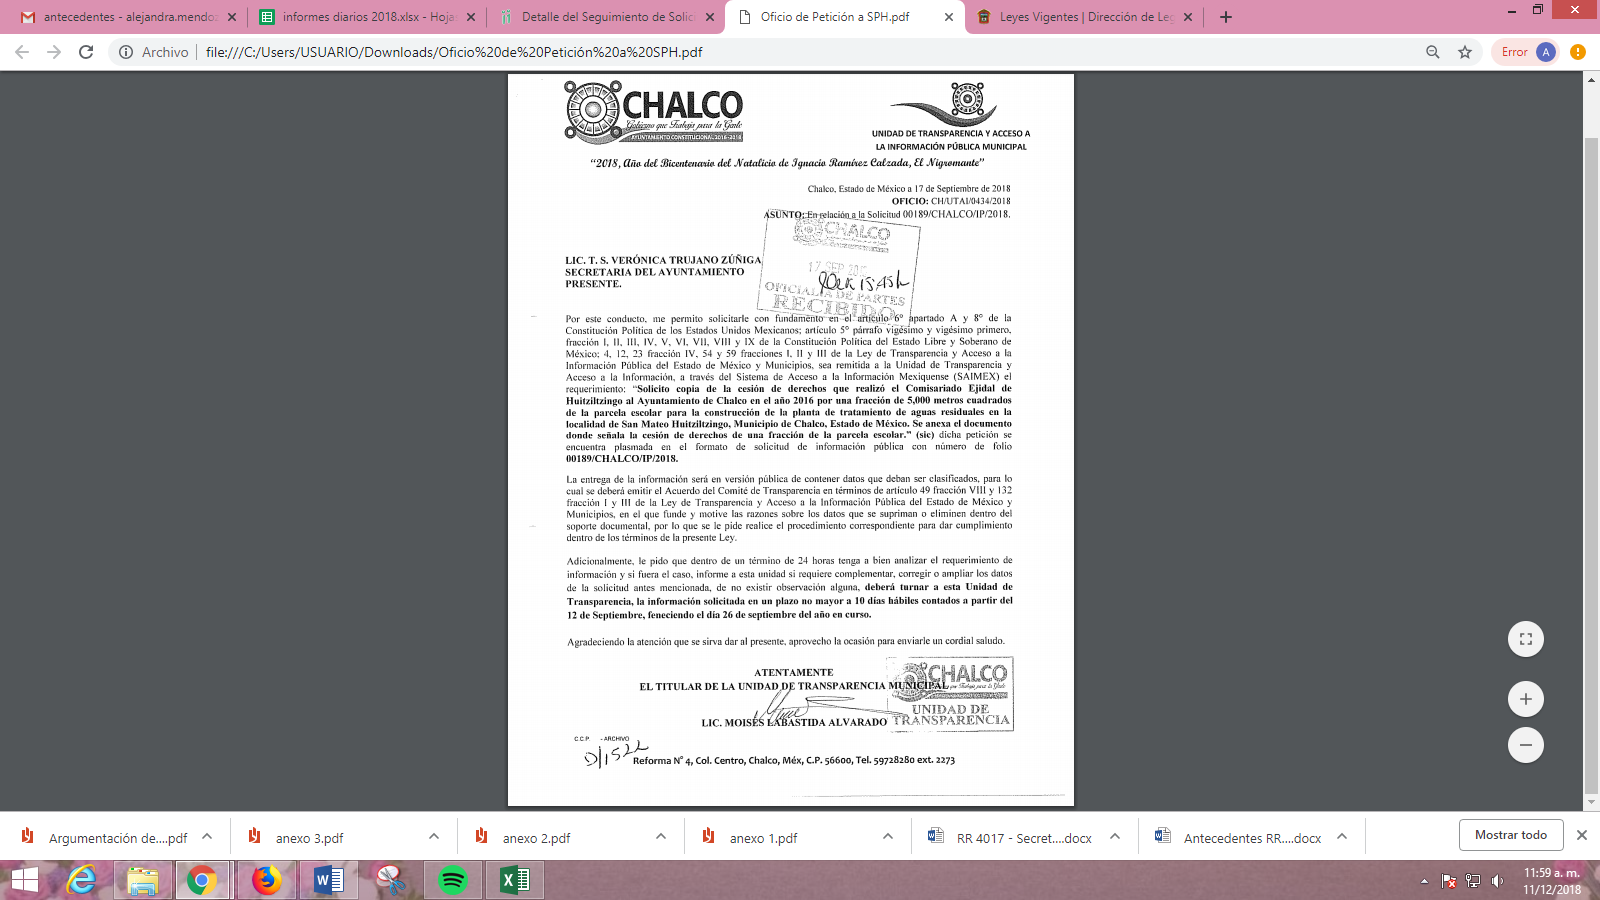 antecedentes - alejandra.mendoz
informes diarios 2018.xlsx - Hoja
Detalle del Seguimiento de Solic
Oficio de Petición a SPH.pdf
Leyes Vigentes | Dirección de Leg
Archivo
file:///C:/Users/USUARIO/Downloads/Oficio%20de%20Petición%20a%20SPH.pdf
Error
A
CHALCO
Gobierno que Trabaja para la Gente
AYUNTAMIENTO CONSTITUCIONAL 2016-2018
UNIDAD DE TRANSPARENCIA Y ACCESO A
LA INFORMACIÓN PÚBLICA MUNICIPAL
“2018, Año del Bicentenario del Natalicio de Ignacio Ramírez Calzada, El Nigromante”
Chalco, Estado de México a 17 de Septiembre de 2018
OFICIO: CH/UTAI/0434/2018
ASUNTO: En relación a la Solicitud 00189/CHALCO/IP/2018.
CHALCO
17 SEP 201
OFICIALIA DE PARTES
RECIBIDO
LIC. T. S. VERÓNICA TRUJANO ZÚÑIGA
SECRETARIA DEL AYUNTAMIENTO
PRESENTE.
Por este conducto, me permito solicitarle con fundamento en el artículo 6° apartado A y 8° de la
Constitución Política de los Estados Unidos Mexicanos; artículo 5° párrafo vigésimo y vigésimo primero,
fracción I, II, III, IV, V, VI, VII, VIII y IX de la Constitución Política del Estado Libre y Soberano de
México; 4, 12, 23 fracción IV, 54 y 59 fracciones I, II y III de la Ley de Transparencia y Acceso a la
Información Pública del Estado de México y Municipios, sea remitida a la Unidad de Transparencia y
Acceso a la Información, a través del Sistema de Acceso a la Información Mexiquense (SAIMEX) el
requerimiento: “Solicito copia de la cesión de derechos que realizó el Comisariado Ejidal de
Huitziltzingo al Ayuntamiento de Chalco en el año 2016 por una fracción de 5,000 metros cuadrados
de la parcela escolar para la construcción de la planta de tratamiento de aguas residuales en la
localidad de San Mateo Huitziltzingo, Municipio de Chalco, Estado de México. Se anexa el documento
donde señala la cesión de derechos de una fracción de la parcela escolar.” (sic) dicha petición se
encuentra plasmada en el formato de solicitud de información pública con número de folio
00189/CHALCO/IP/2018.
La entrega de la información será en versión pública de contener datos que deban ser clasificados, para lo
cual se deberá emitir el Acuerdo del Comité de Transparencia en términos de artículo 49 fracción VIII y 132
fracción I y III de la Ley de Transparencia y Acceso a la Información Pública del Estado de México y
Municipios, en el que funde y motive las razones sobre los datos que se supriman o eliminen dentro del
soporte documental, por lo que se le pide realice el procedimiento correspondiente para dar cumplimiento
dentro de los términos de la presente Ley.
Adicionalmente, le pido que dentro de un término de 24 horas tenga a bien analizar el requerimiento de
información y si fuera el caso, informe a esta unidad si requiere complementar, corregir o ampliar los datos
de la solicitud antes mencionada, de no existir observación alguna, deberá turnar a esta Unidad de
Transparencia, la información solicitada en un plazo no mayor a 10 días hábiles contados a partir del
12 de Septiembre, feneciendo el día 26 de septiembre del año en curso.
Agradeciendo la atención que se sirva dar al presente, aprovecho la ocasión para enviarle un cordial saludo.
ATENTAMENTE
EL TITULAR DE LA UNIDAD DE TRANSPARENCIA MUNICIPAL
LIC. MOISÉS LABASTIDA ALVARADO
CHALCO
UNIDAD DE
TRANSPARENCIA
C.C.P. - ARCHIVO
Reforma N° 4, Col. Centro, Chalco, Méx, C.P. 56600, Tel. 59728280 ext. 2273
Argumentación de....pdf
anexo 3.pdf
anexo 2.pdf
anexo 1.pdf
RR 4017 - Secret....docx
Antecedentes RR....docx
Mostrar todo
11:59 a. m.
11/12/2018